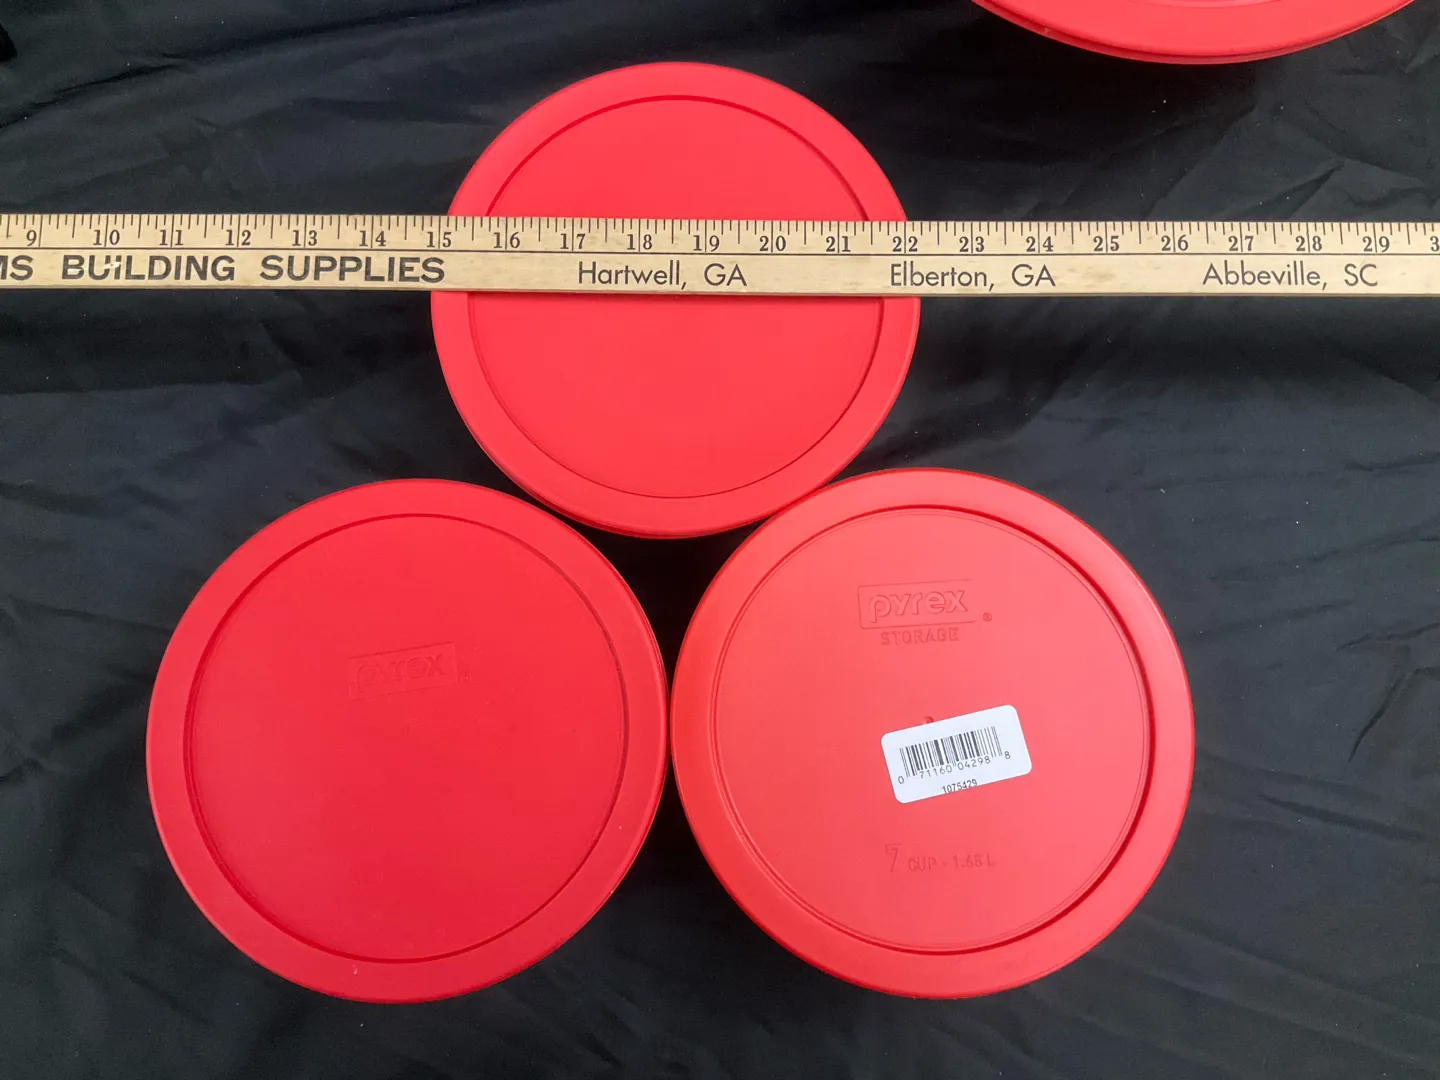 9 10 11 12 13 14 15 16 17 18 19 20 21 22 23 24 25 26 27 28 29
BUILDING SUPPLIES Hartwell, GA Elberton, GA Abbeville, SC
pyrex
pyrex®
STORAGE
0 71160 04298 8
1075429
7 CUP - 1.68 L